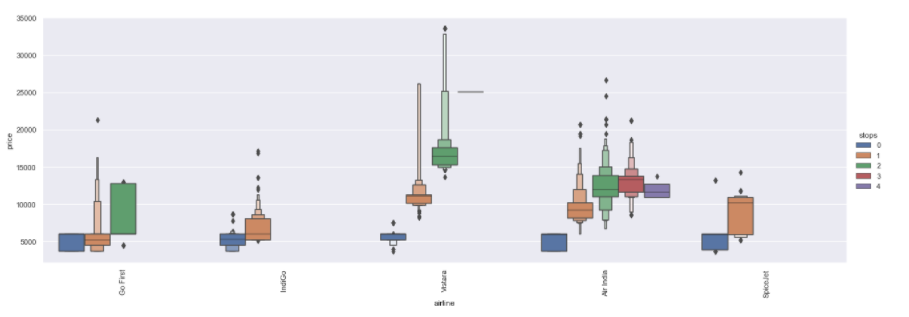 35000
30000
25000
20000
15000
10000
5000
price
Go First
IndiGo
Vistara
Air India
SpiceJet
airline
stops
0
1
2
3
4